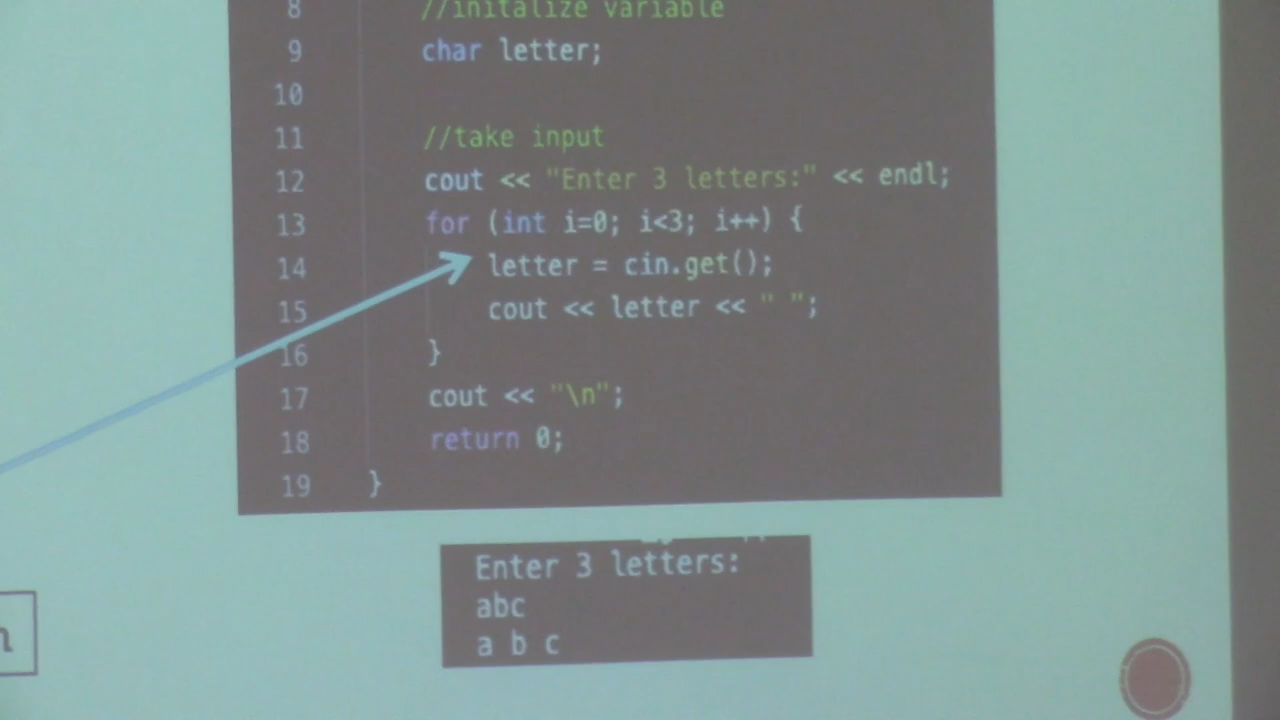 8 //initalize variable
9 char letter;
10
11 //take input
12 cout << "Enter 3 letters:" << endl;
13 for (int i=0; i<3; i++) {
14 letter = cin.get();
15 cout << letter << " ";
16 }
17 cout << "\n";
18 return 0;
19 }
Enter 3 letters:
abc
a b c